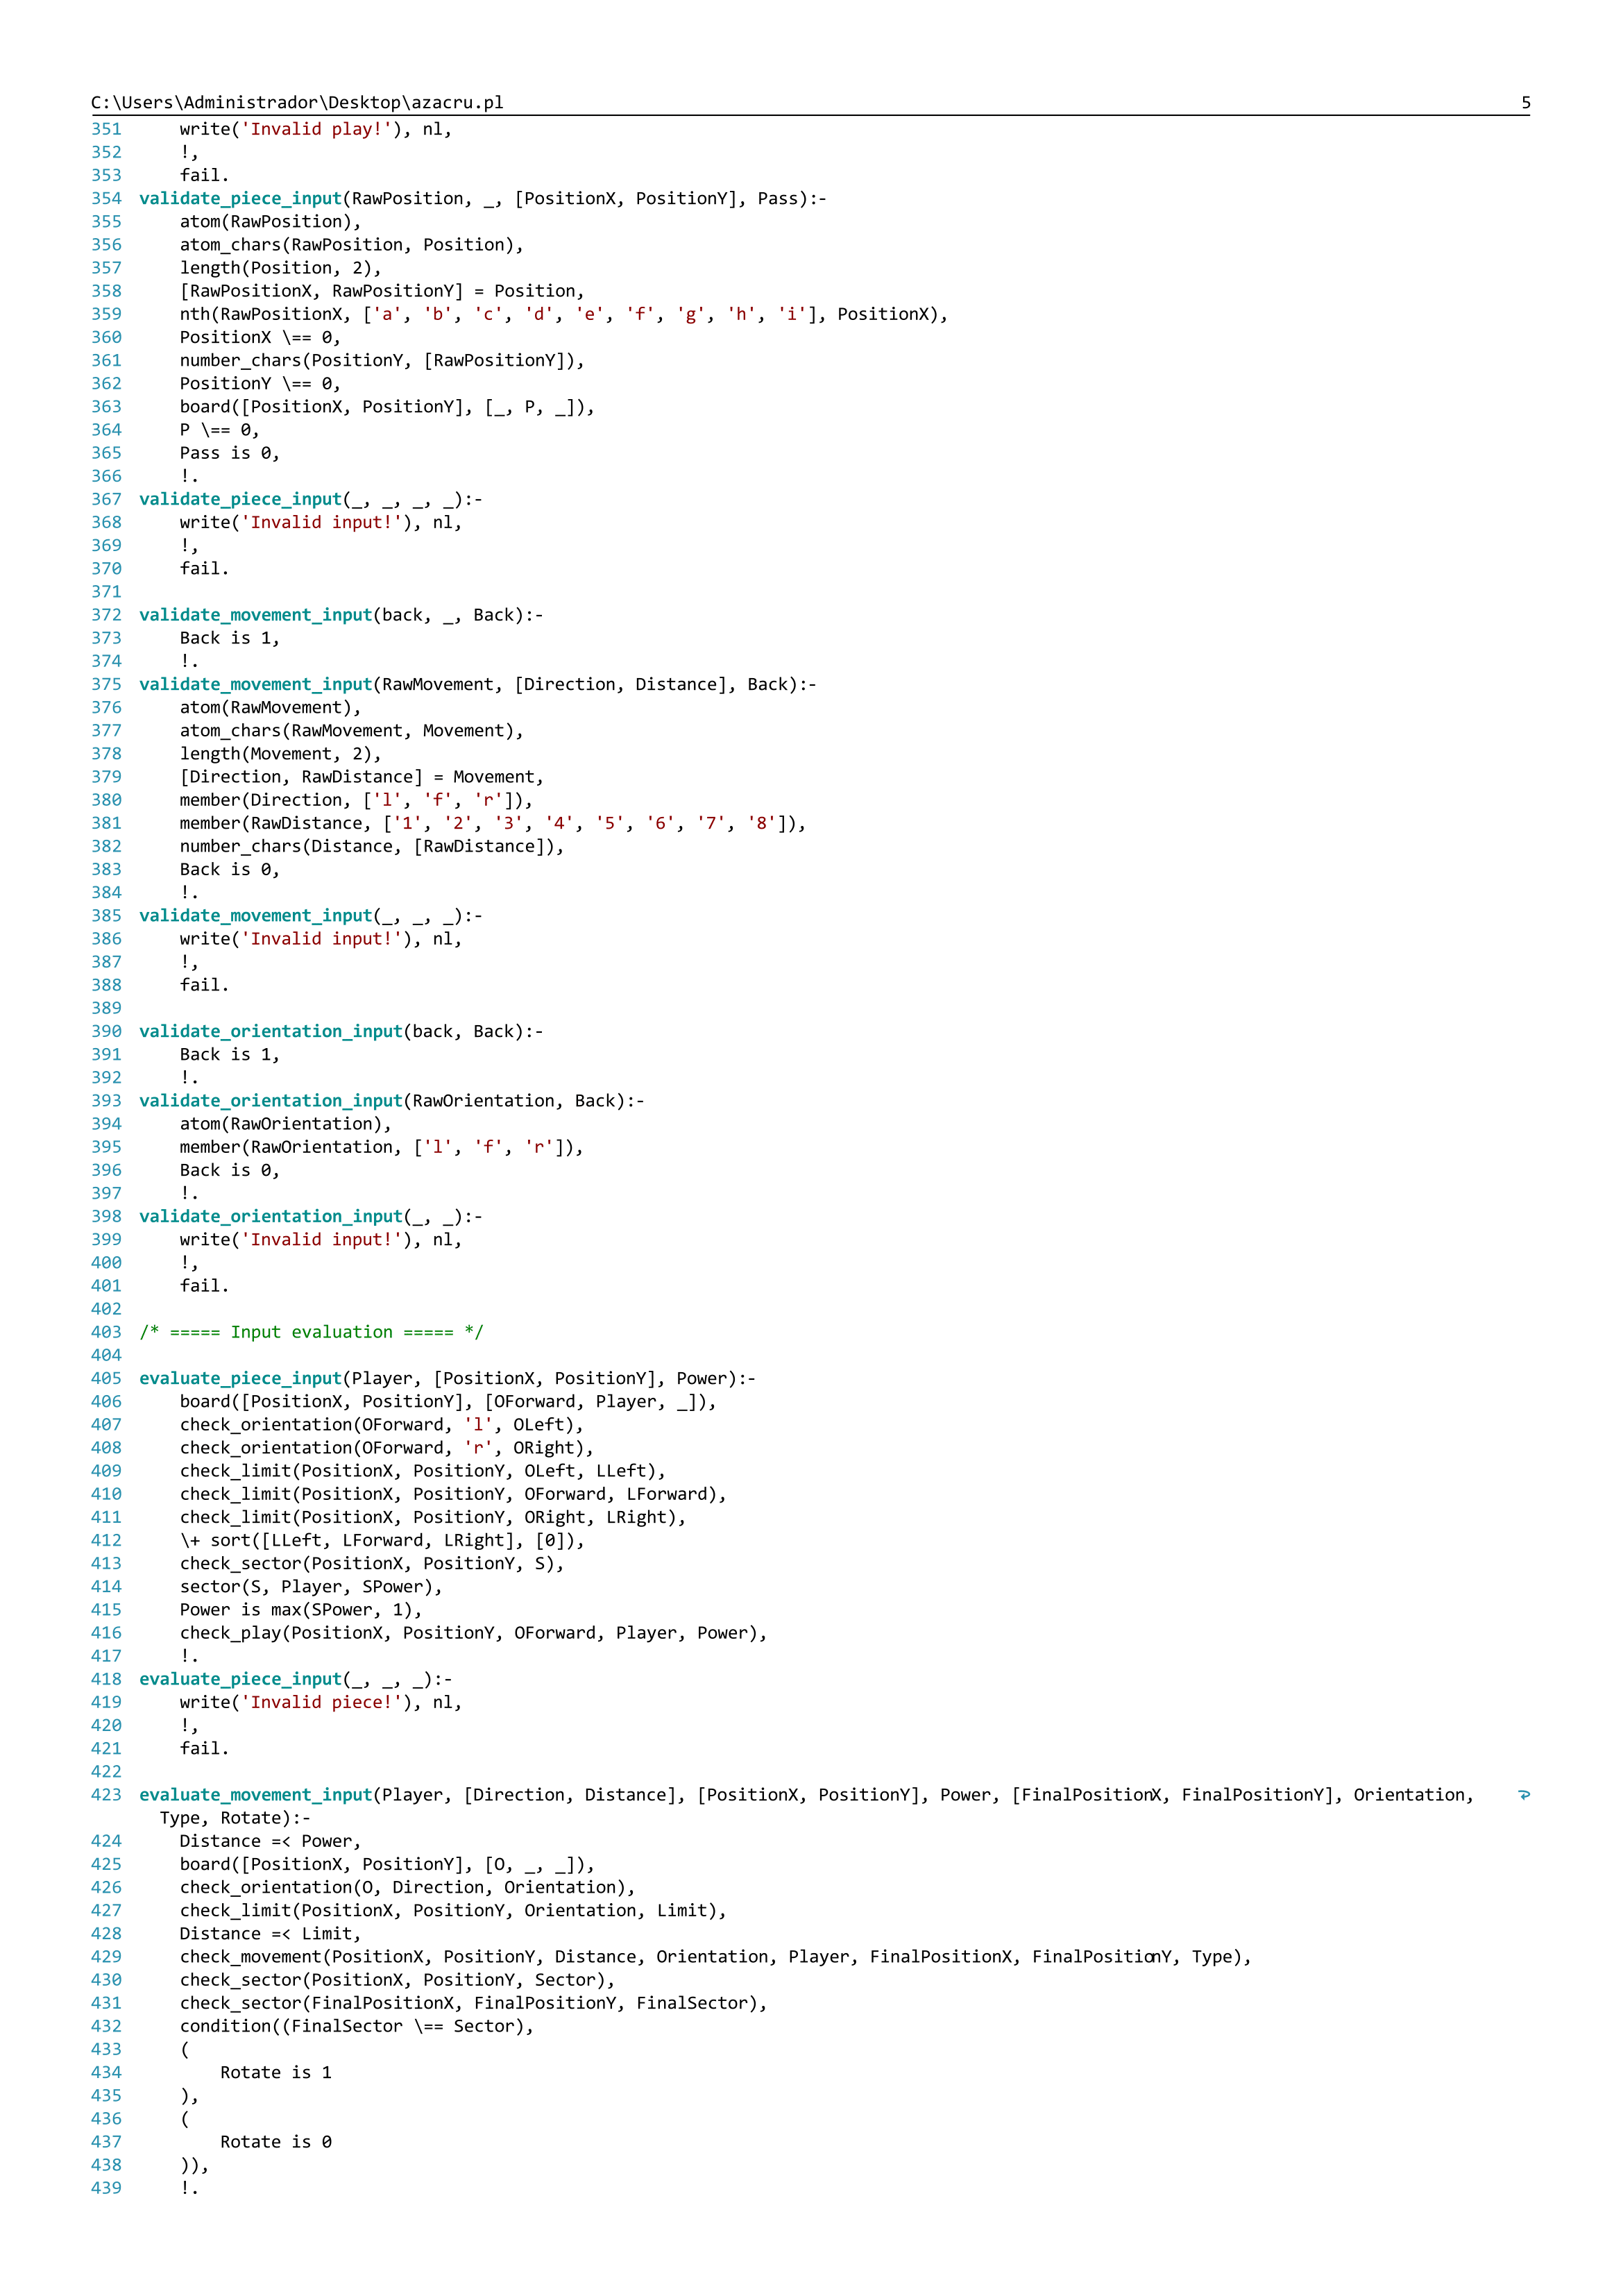 C:\Users\Administrador\Desktop\azacru.pl 5
351 write('Invalid play!'), nl,
352 !,
353 fail.
354 validate_piece_input(RawPosition, _, [PositionX, PositionY], Pass):-
355 atom(RawPosition),
356 atom_chars(RawPosition, Position),
357 length(Position, 2),
358 [RawPositionX, RawPositionY] = Position,
359 nth(RawPositionX, ['a', 'b', 'c', 'd', 'e', 'f', 'g', 'h', 'i'], PositionX),
360 PositionX \== 0,
361 number_chars(PositionY, [RawPositionY]),
362 PositionY \== 0,
363 board([PositionX, PositionY], [_, P, _]),
364 P \== 0,
365 Pass is 0,
366 !.
367 validate_piece_input(_, _, _, _):-
368 write('Invalid input!'), nl,
369 !,
370 fail.
371
372 validate_movement_input(back, _, Back):-
373 Back is 1,
374 !.
375 validate_movement_input(RawMovement, [Direction, Distance], Back):-
376 atom(RawMovement),
377 atom_chars(RawMovement, Movement),
378 length(Movement, 2),
379 [Direction, RawDistance] = Movement,
380 member(Direction, ['l', 'f', 'r']),
381 member(RawDistance, ['1', '2', '3', '4', '5', '6', '7', '8']),
382 number_chars(Distance, [RawDistance]),
383 Back is 0,
384 !.
385 validate_movement_input(_, _, _):-
386 write('Invalid input!'), nl,
387 !,
388 fail.
389
390 validate_orientation_input(back, Back):-
391 Back is 1,
392 !.
393 validate_orientation_input(RawOrientation, Back):-
394 atom(RawOrientation),
395 member(RawOrientation, ['l', 'f', 'r']),
396 Back is 0,
397 !.
398 validate_orientation_input(_, _):-
399 write('Invalid input!'), nl,
400 !,
401 fail.
402
403 /* ===== Input evaluation ===== */
404
405 evaluate_piece_input(Player, [PositionX, PositionY], Power):-
406 board([PositionX, PositionY], [OForward, Player, _]),
407 check_orientation(OForward, 'l', OLeft),
408 check_orientation(OForward, 'r', ORight),
409 check_limit(PositionX, PositionY, OLeft, LLeft),
410 check_limit(PositionX, PositionY, OForward, LForward),
411 check_limit(PositionX, PositionY, ORight, LRight),
412 \+ sort([LLeft, LForward, LRight], [0]),
413 check_sector(PositionX, PositionY, S),
414 sector(S, Player, SPower),
415 Power is max(SPower, 1),
416 check_play(PositionX, PositionY, OForward, Player, Power),
417 !.
418 evaluate_piece_input(_, _, _):-
419 write('Invalid piece!'), nl,
420 !,
421 fail.
422
423 evaluate_movement_input(Player, [Direction, Distance], [PositionX, PositionY], Power, [FinalPositionX, FinalPositionY], Orientation,
Type, Rotate):-
424 Distance =< Power,
425 board([PositionX, PositionY], [O, _, _]),
426 check_orientation(O, Direction, Orientation),
427 check_limit(PositionX, PositionY, Orientation, Limit),
428 Distance =< Limit,
429 check_movement(PositionX, PositionY, Distance, Orientation, Player, FinalPositionX, FinalPositionY, Type),
430 check_sector(PositionX, PositionY, Sector),
431 check_sector(FinalPositionX, FinalPositionY, FinalSector),
432 condition((FinalSector \== Sector),
433 (
434 Rotate is 1
435 ),
436 (
437 Rotate is 0
438 )),
439 !.